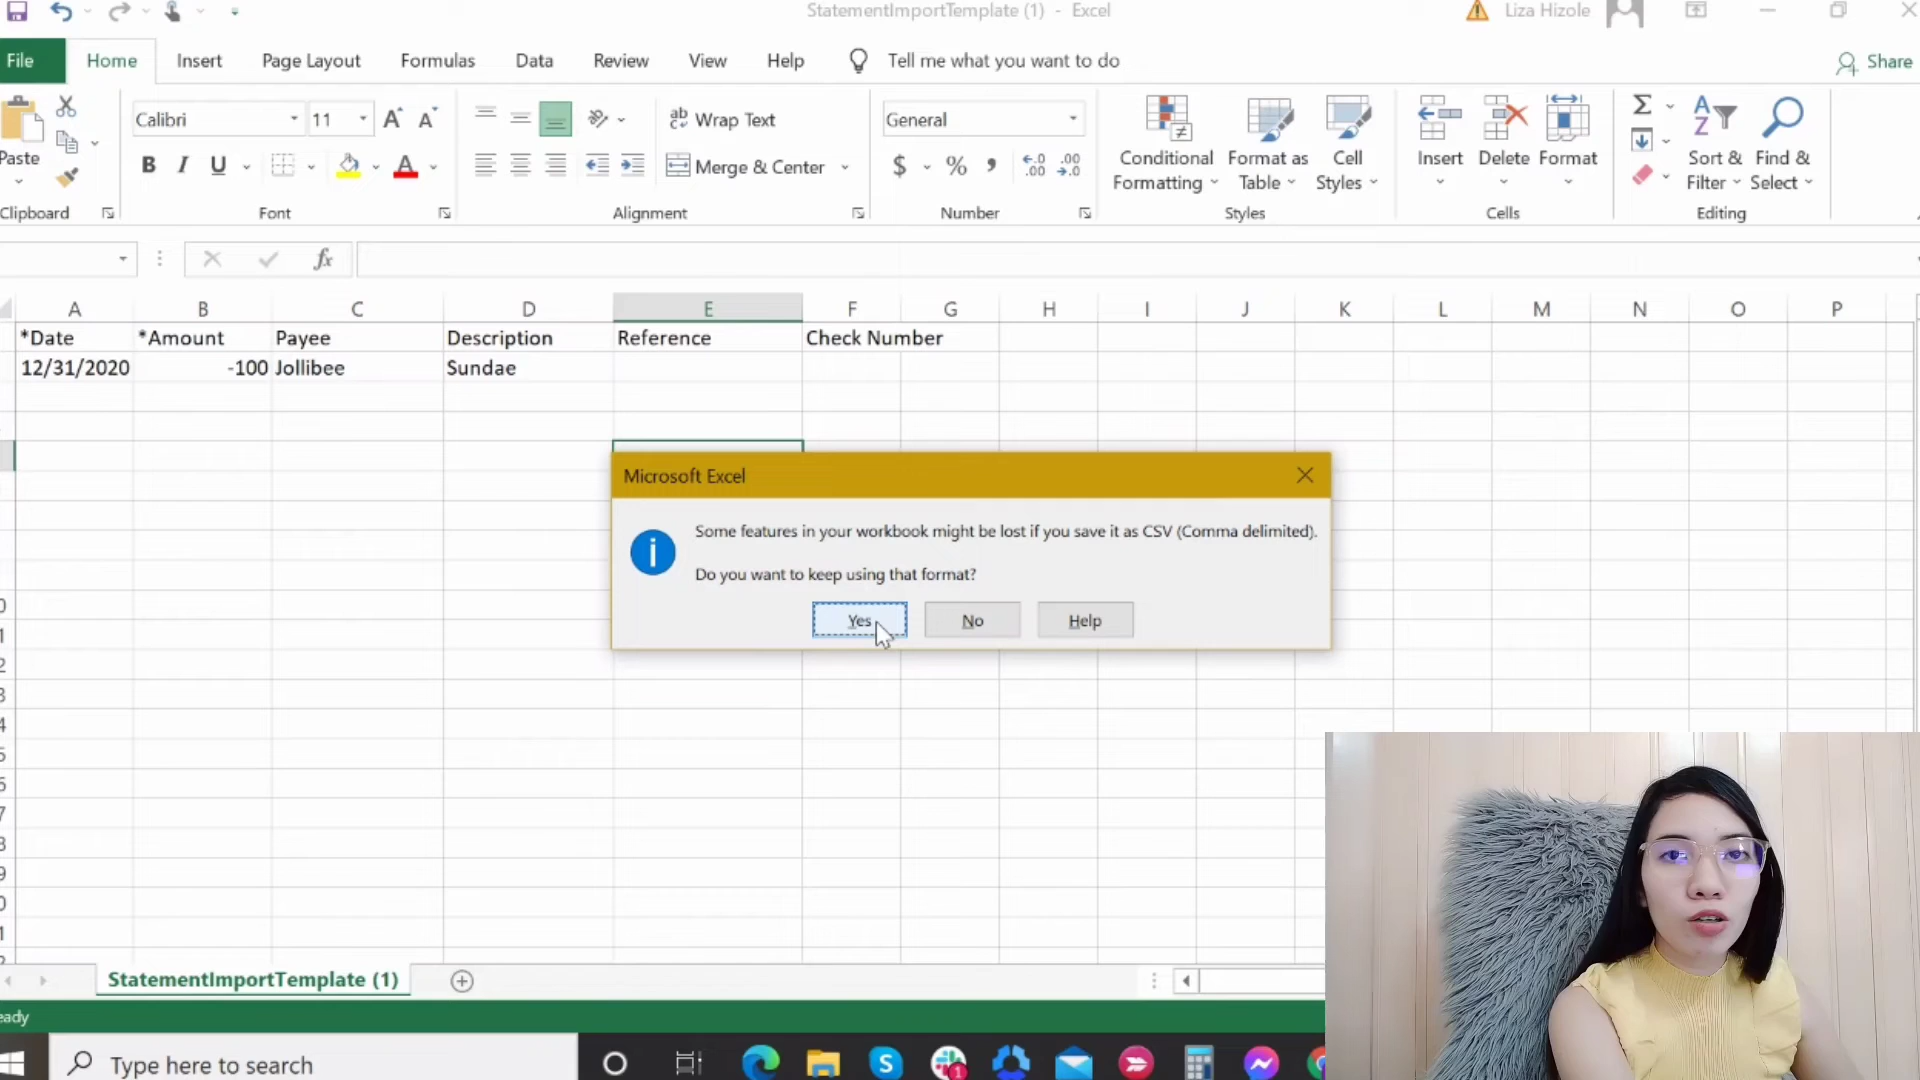 StatementImportTemplate (1) - Excel
Liza Hizole
File Home Insert Page Layout Formulas Data Review View Help Tell me what you want to do Share
Calibri 11
ab Wrap Text
General
Paste
B I U
Merge & Center
$ % ,
Conditional Formatting
Format as Table
Cell Styles
Insert Delete Format
Sort & Filter
Find & Select
Clipboard Font Alignment Number Styles Cells Editing
fx
A B C D E F G H I J K L M N O P
*Date *Amount Payee Description Reference Check Number
12/31/2020 -100 Jollibee Sundae
Microsoft Excel
Some features in your workbook might be lost if you save it as CSV (Comma delimited).
Do you want to keep using that format?
Yes No Help
StatementImportTemplate (1)
eady
Type here to search